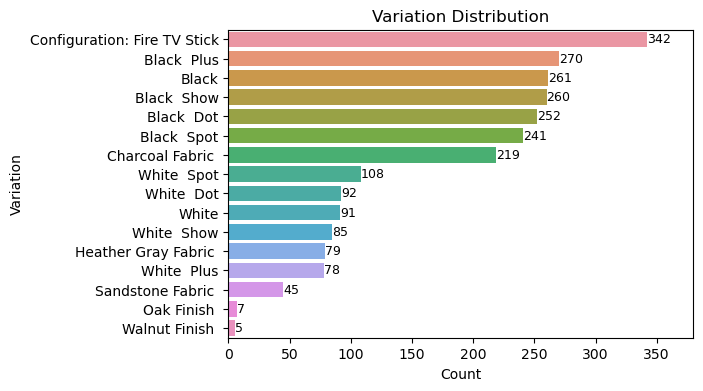 Variation Distribution
Configuration: Fire TV Stick 342
Black  Plus 270
Black 261
Black  Show 260
Black  Dot 252
Black  Spot 241
Charcoal Fabric 219
White  Spot 108
White  Dot 92
White 91
White  Show 85
Heather Gray Fabric 79
White  Plus 78
Sandstone Fabric 45
Oak Finish 7
Walnut Finish 5
Variation
0 50 100 150 200 250 300 350
Count